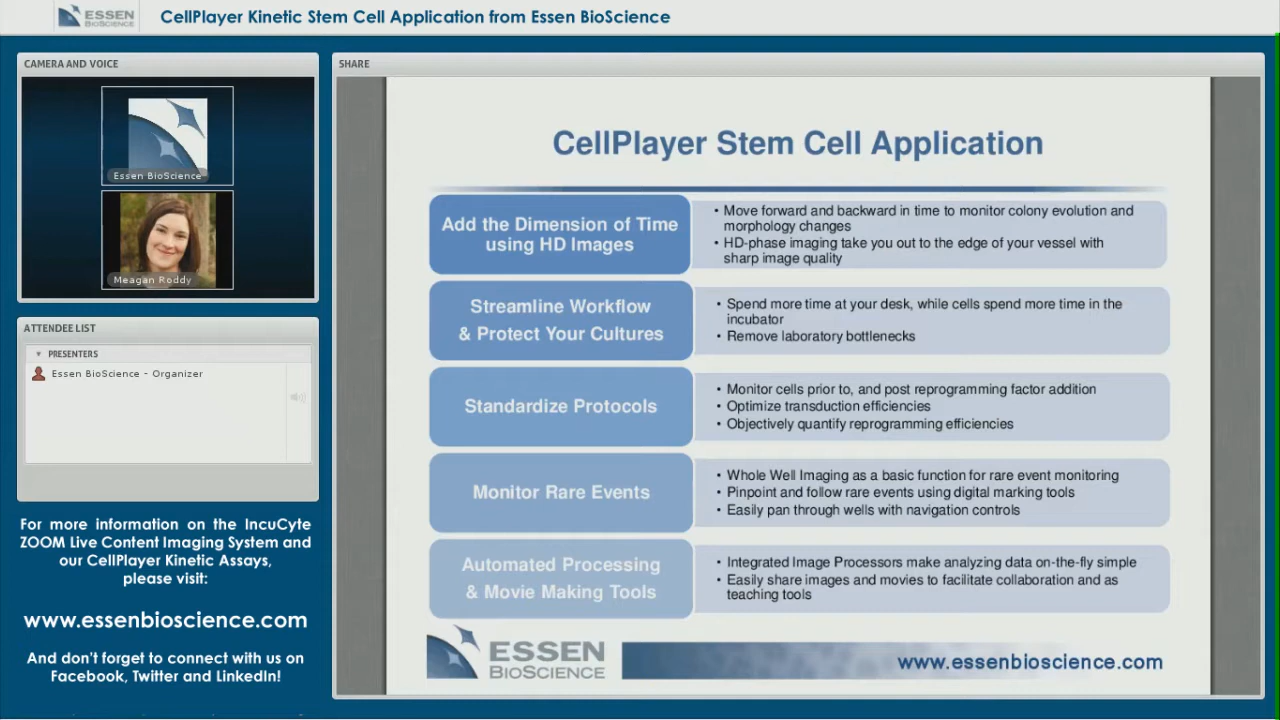 ESSEN
BIOSCIENCE
CellPlayer Kinetic Stem Cell Application from Essen BioScience
CAMERA AND VOICE
Essen BioScience
Meagan Roddy
ATTENDEE LIST
PRESENTERS
Essen BioScience - Organizer
For more information on the IncuCyte
ZOOM Live Content Imaging System and
our CellPlayer Kinetic Assays,
please visit:
www.essenbioscience.com
And don't forget to connect with us on
Facebook, Twitter and LinkedIn!
SHARE
CellPlayer Stem Cell Application
Add the Dimension of Time
using HD Images
• Move forward and backward in time to monitor colony evolution and
morphology changes
• HD-phase imaging take you out to the edge of your vessel with
sharp image quality
Streamline Workflow
& Protect Your Cultures
• Spend more time at your desk, while cells spend more time in the
incubator
• Remove laboratory bottlenecks
Standardize Protocols
• Monitor cells prior to, and post reprogramming factor addition
• Optimize transduction efficiencies
• Objectively quantify reprogramming efficiencies
Monitor Rare Events
• Whole Well Imaging as a basic function for rare event monitoring
• Pinpoint and follow rare events using digital marking tools
• Easily pan through wells with navigation controls
Automated Processing
& Movie Making Tools
• Integrated Image Processors make analyzing data on-the-fly simple
• Easily share images and movies to facilitate collaboration and as
teaching tools
ESSEN
BIOSCIENCE
www.essenbioscience.com